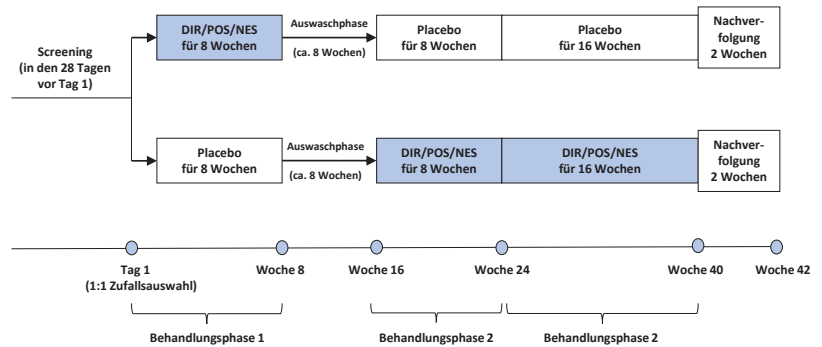 Screening
(in den 28 Tagen
vor Tag 1)
DIR/POS/NES
für 8 Wochen
Auswaschphase
(ca. 8 Wochen)
Placebo
für 8 Wochen
Placebo
für 16 Wochen
Nachver-
folgung
2 Wochen
Placebo
für 8 Wochen
Auswaschphase
(ca. 8 Wochen)
DIR/POS/NES
für 8 Wochen
DIR/POS/NES
für 16 Wochen
Nachver-
folgung
2 Wochen
Tag 1
(1:1 Zufallsauswahl)
Woche 8
Woche 16
Woche 24
Woche 40
Woche 42
Behandlungsphase 1
Behandlungsphase 2
Behandlungsphase 2